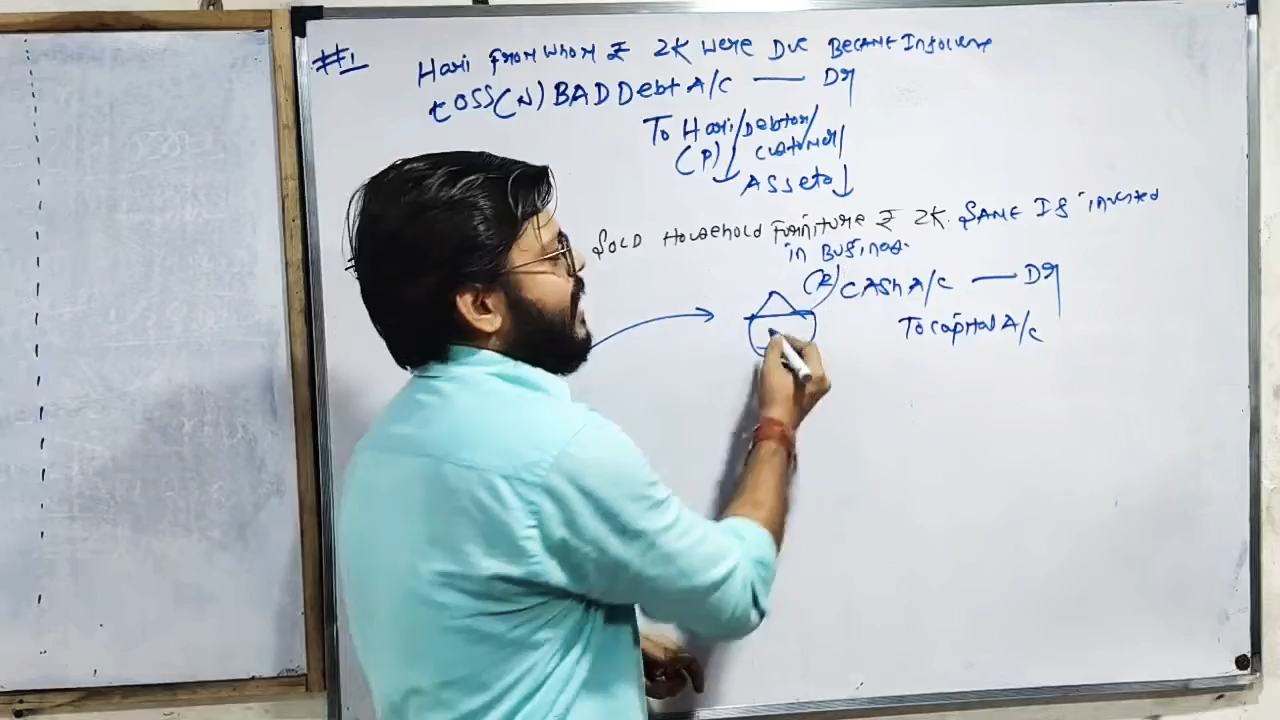 #1 Hari From Whom ₹ 2K Were Due Became Insolvent
LOSS(N) BAD Debt A/C — Dr
To Hari/Debtor/
(P) Customer/
Assets↓
SOLD Household Furniture ₹ 2K. SAME IS invested
in Business.
(R) CASH A/C — Dr
To capital A/C